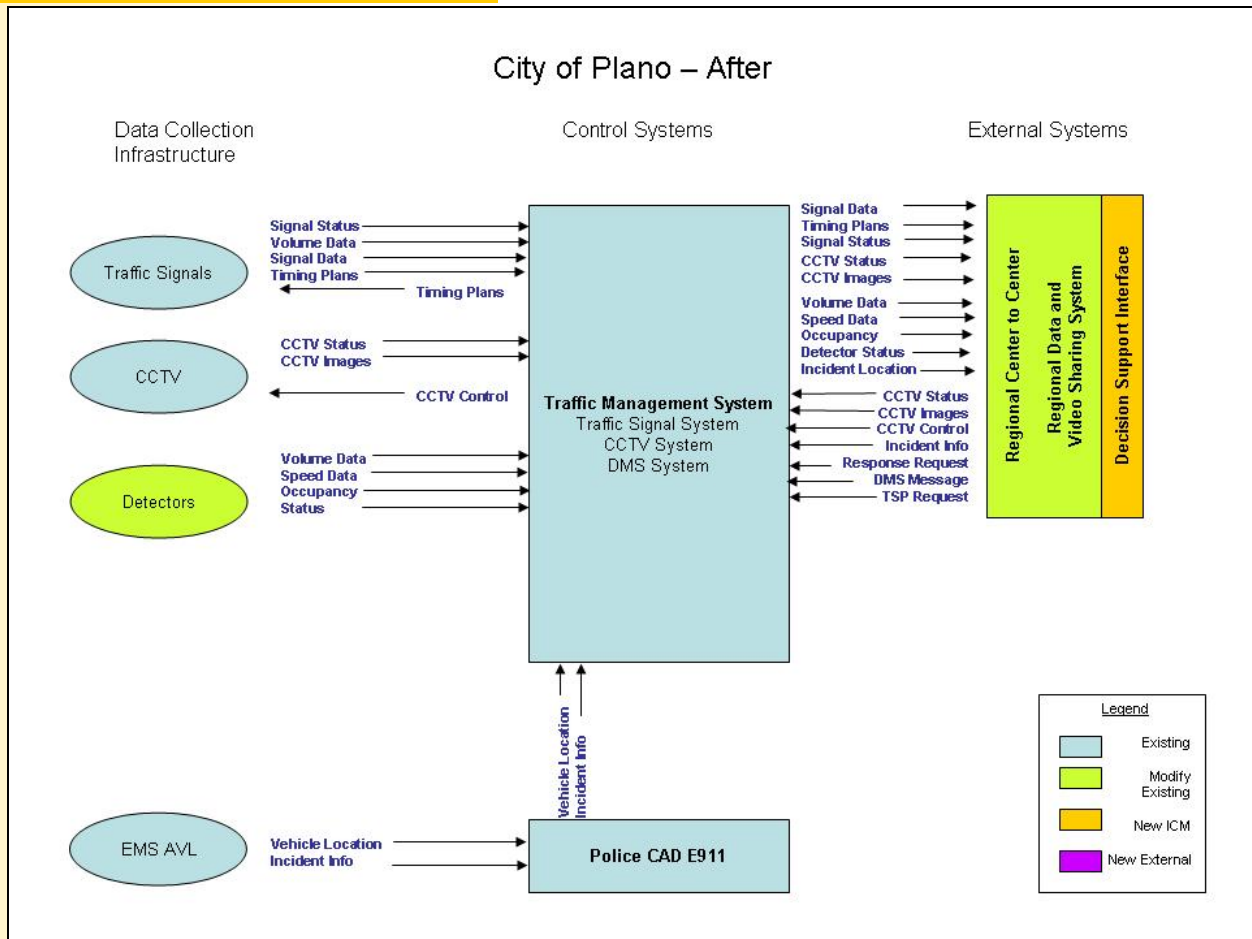 City of Plano – After
Data Collection
Infrastructure
Control Systems
External Systems
Traffic Signals
Signal Status
Volume Data
Signal Data
Timing Plans
Timing Plans
CCTV
CCTV Status
CCTV Images
CCTV Control
Detectors
Volume Data
Speed Data
Occupancy
Status
Traffic Management System
Traffic Signal System
CCTV System
DMS System
Signal Data
Timing Plans
Signal Status
CCTV Status
CCTV Images
Volume Data
Speed Data
Occupancy
Detector Status
Incident Location
CCTV Status
CCTV Images
CCTV Control
Incident Info
Response Request
DMS Message
TSP Request
Regional Center to Center
Regional Data and
Video Sharing System
Decision Support Interface
Vehicle Location
Incident Info
EMS AVL
Vehicle Location
Incident Info
Police CAD E911
Legend
Existing
Modify
Existing
New ICM
New External